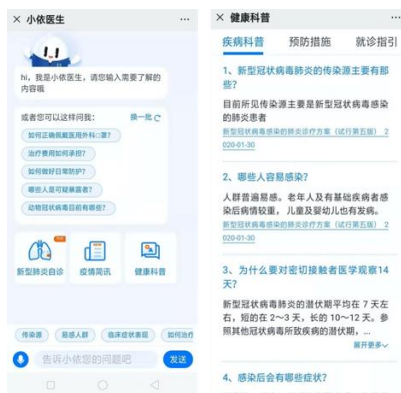 × 小依医生 ···
hi，我是小依医生，请您输入需要了解的
内容哦
或者您可以这样问我：
换一批
如何正确佩戴医用外科口罩？
治疗费用如何承担？
如何做好日常防护？
哪些人是可疑暴露者？
动物冠状病毒目前有哪些？
新型肺炎自诊
疫情简讯
健康科普
传染源
易感人群
临床症状表现
如何治疗
告诉小依您的问题吧
发送
× 健康科普 ···
疾病科普 预防措施 就诊指引
1、新型冠状病毒肺炎的传染源主要有那
些？
目前所见传染源主要是新型冠状病毒感染
的肺炎患者
新型冠状病毒感染的肺炎诊疗方案（试行第五版） 2
020-01-30
2、哪些人容易感染？
人群普遍易感。老年人及有基础疾病者感
染后病情较重， 儿童及婴幼儿也有发病。
新型冠状病毒感染的肺炎诊疗方案（试行第五版） 2
020-01-30
3、为什么要对密切接触者医学观察14
天？
新型冠状病毒肺炎的潜伏期平均在 7 天左
右，短的在 2～3 天，长的 10～12 天。参
照其他冠状病毒所致疾病的潜伏期，...
展开更多
4、感染后会有哪些症状？